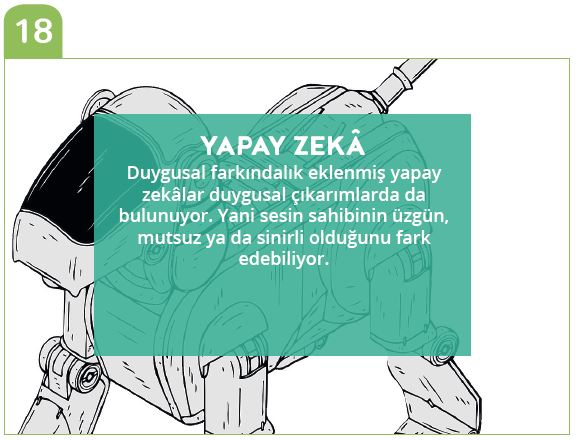 18
YAPAY ZEKÂ
Duygusal farkındalık eklenmiş yapay
zekâlar duygusal çıkarımlarda da
bulunuyor. Yani sesin sahibinin üzgün,
mutsuz ya da sinirli olduğunu fark
edebiliyor.